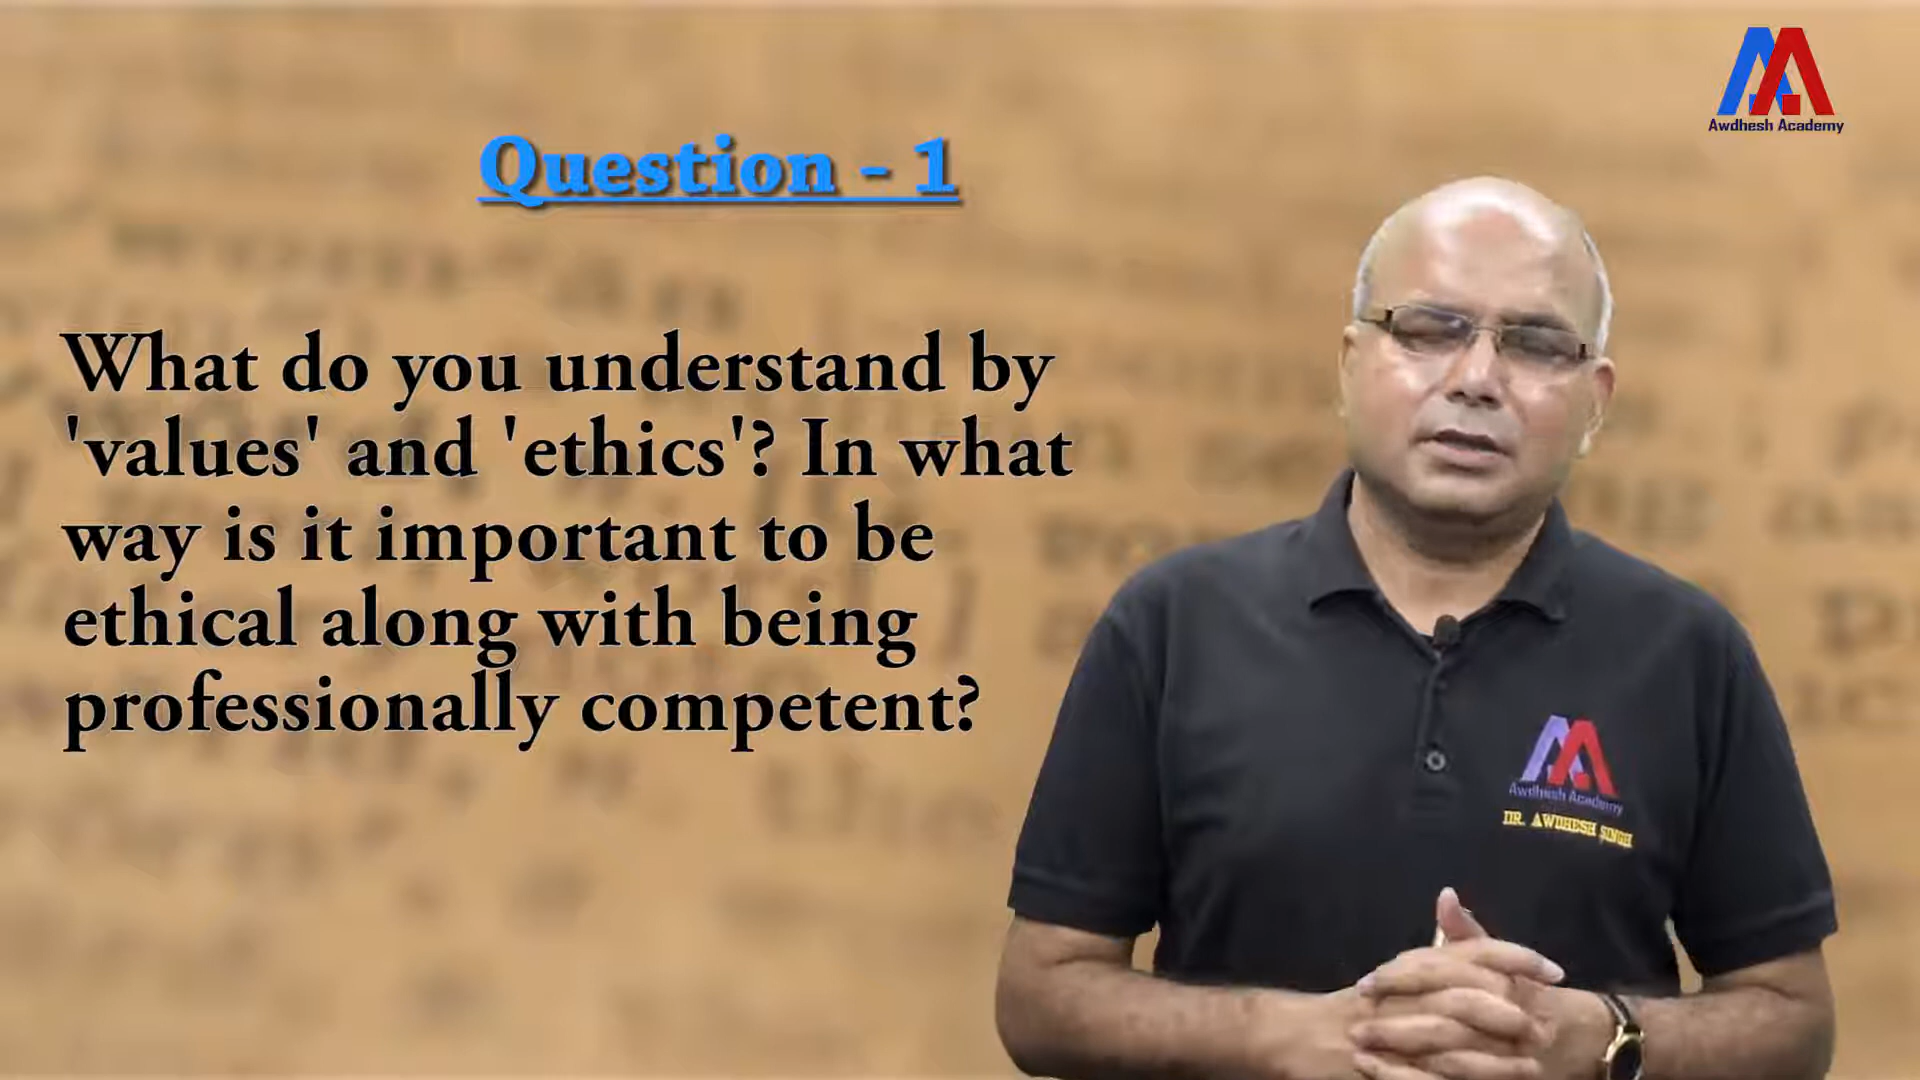 Awdhesh Academy
Question - 1
What do you understand by
'values' and 'ethics'? In what
way is it important to be
ethical along with being
professionally competent?
Awdhesh Academy
DR. AWDHESH SINGH